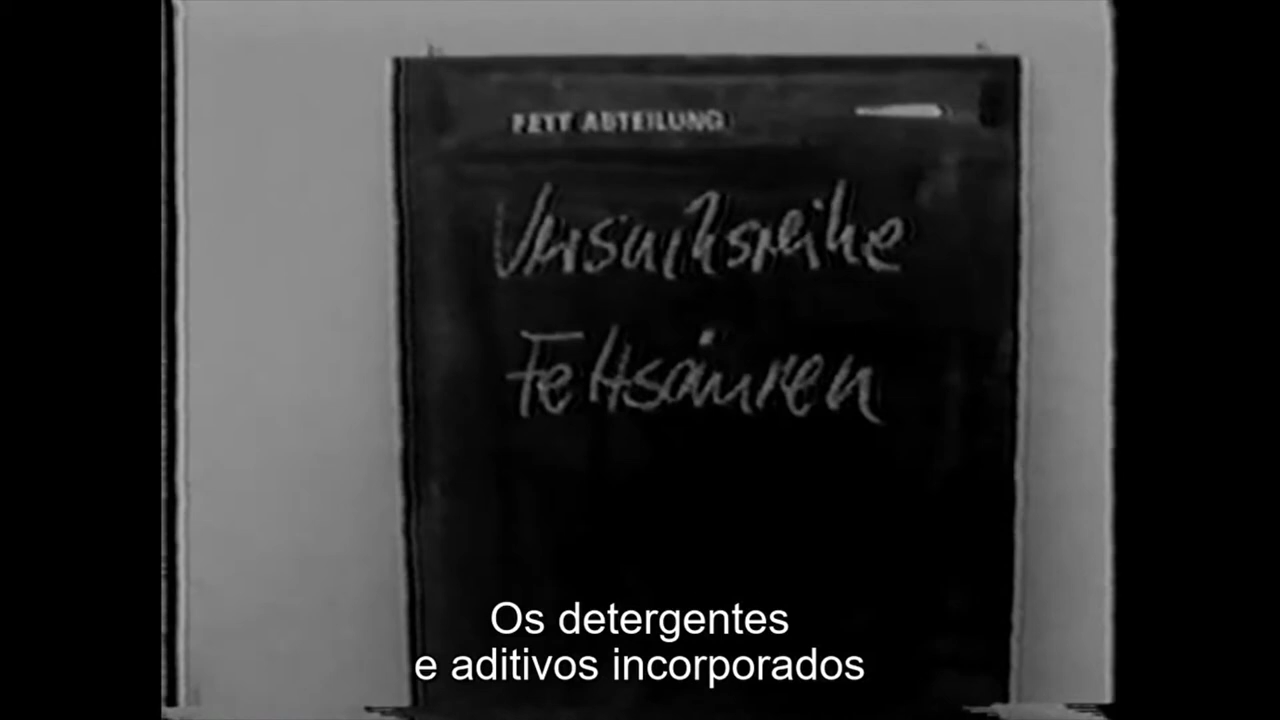 FETT ABTEILUNG
Versuchsreihe
Fettsäuren
Os detergentes
e aditivos incorporados